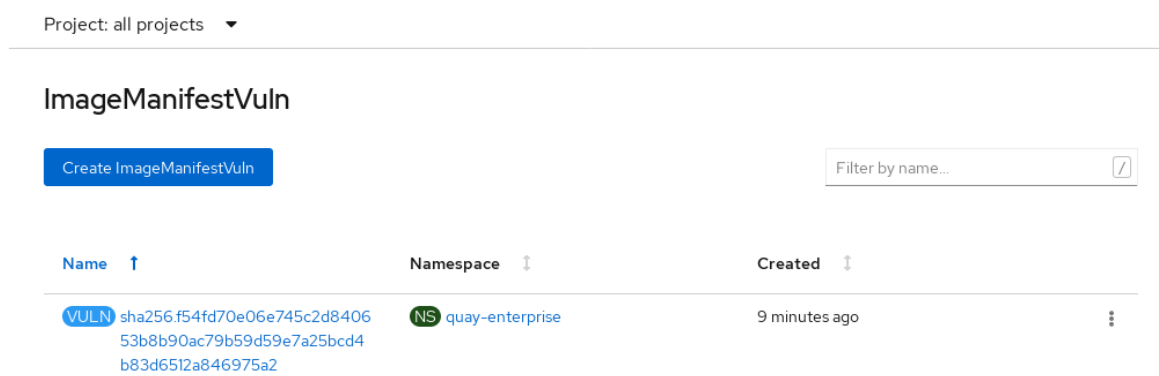 Project: all projects
ImageManifestVuln
Create ImageManifestVuln
Filter by name...
/
Name Namespace Created
VULN sha256.f54fd70e06e745c2d8406 NS quay-enterprise 9 minutes ago
53b8b90ac79b59d59e7a25bcd4
b83d6512a846975a2